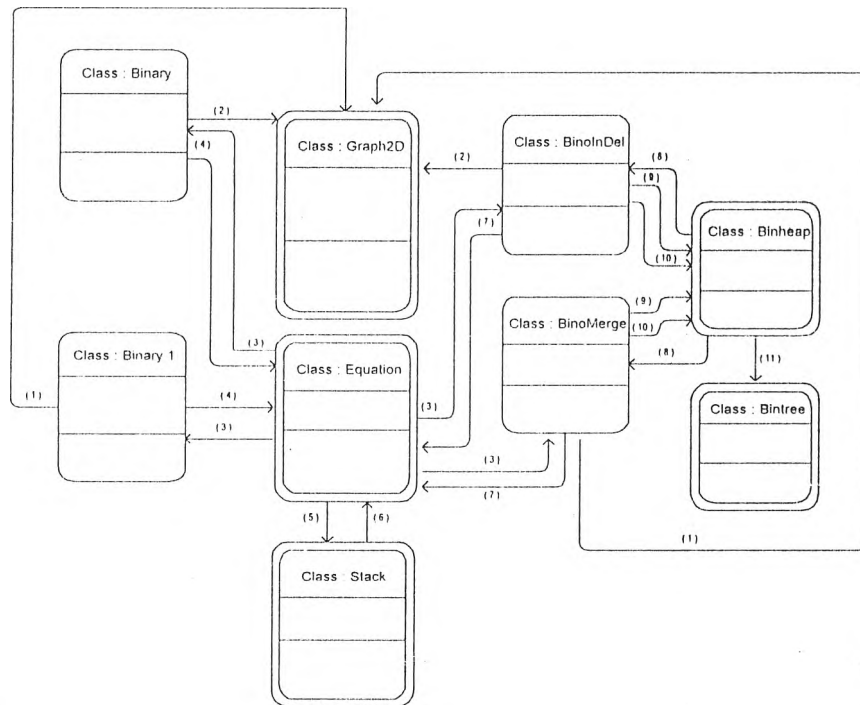 Class : Binary
(2)
(4)
Class : Graph2D
Class : BinoInDel
(2)
(8)
(9)
(7)
(10)
Class : Binheap
Class : BinoMerge
(9)
(10)
(8)
(11)
Class : Binary 1
(3)
Class : Equation
(1)
(4)
(3)
(3)
Class : Bintree
(3)
(7)
(5)
(6)
(1)
Class : Stack